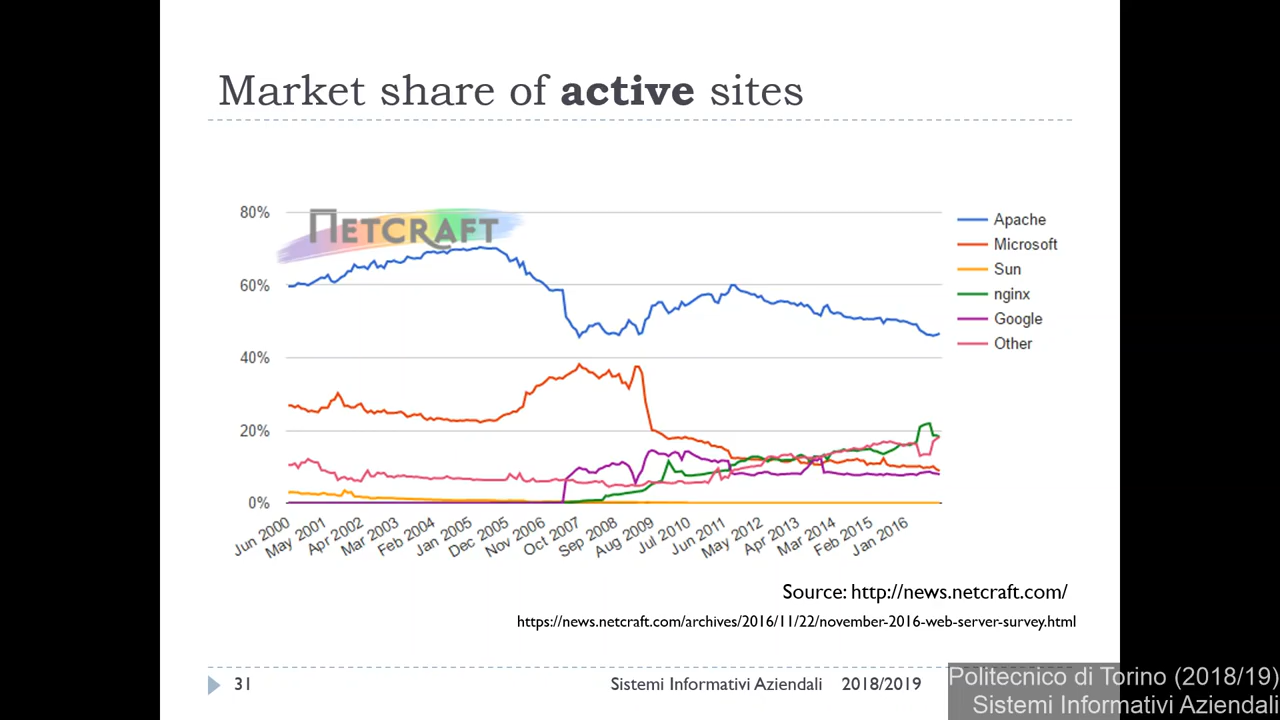 Market share of active sites
NETCRAFT
80%
60%
40%
20%
0%
Apache
Microsoft
Sun
nginx
Google
Other
Jun 2000
May 2001
Apr 2002
Mar 2003
Feb 2004
Jan 2005
Dec 2005
Nov 2006
Oct 2007
Sep 2008
Aug 2009
Jul 2010
Jun 2011
May 2012
Apr 2013
Mar 2014
Feb 2015
Jan 2016
Source: http://news.netcraft.com/
https://news.netcraft.com/archives/2016/11/22/november-2016-web-server-survey.html
31 Sistemi Informativi Aziendali 2018/2019
Politecnico di Torino (2018/19)
Sistemi Informativi Aziendali